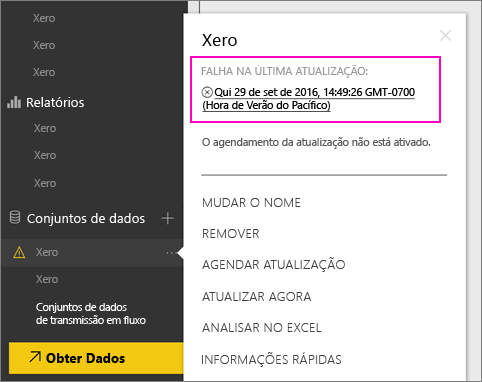 Xero
Xero
Xero
Relatórios
Xero
Xero
Xero
Conjuntos de dados
Xero
Xero
Conjuntos de dados
de transmissão em fluxo
Obter Dados
Xero
FALHA NA ÚLTIMA ATUALIZAÇÃO:
Qui 29 de set de 2016, 14:49:26 GMT-0700
(Hora de Verão do Pacífico)
O agendamento da atualização não está ativado.
MUDAR O NOME
REMOVER
AGENDAR ATUALIZAÇÃO
ATUALIZAR AGORA
ANALISAR NO EXCEL
INFORMAÇÕES RÁPIDAS